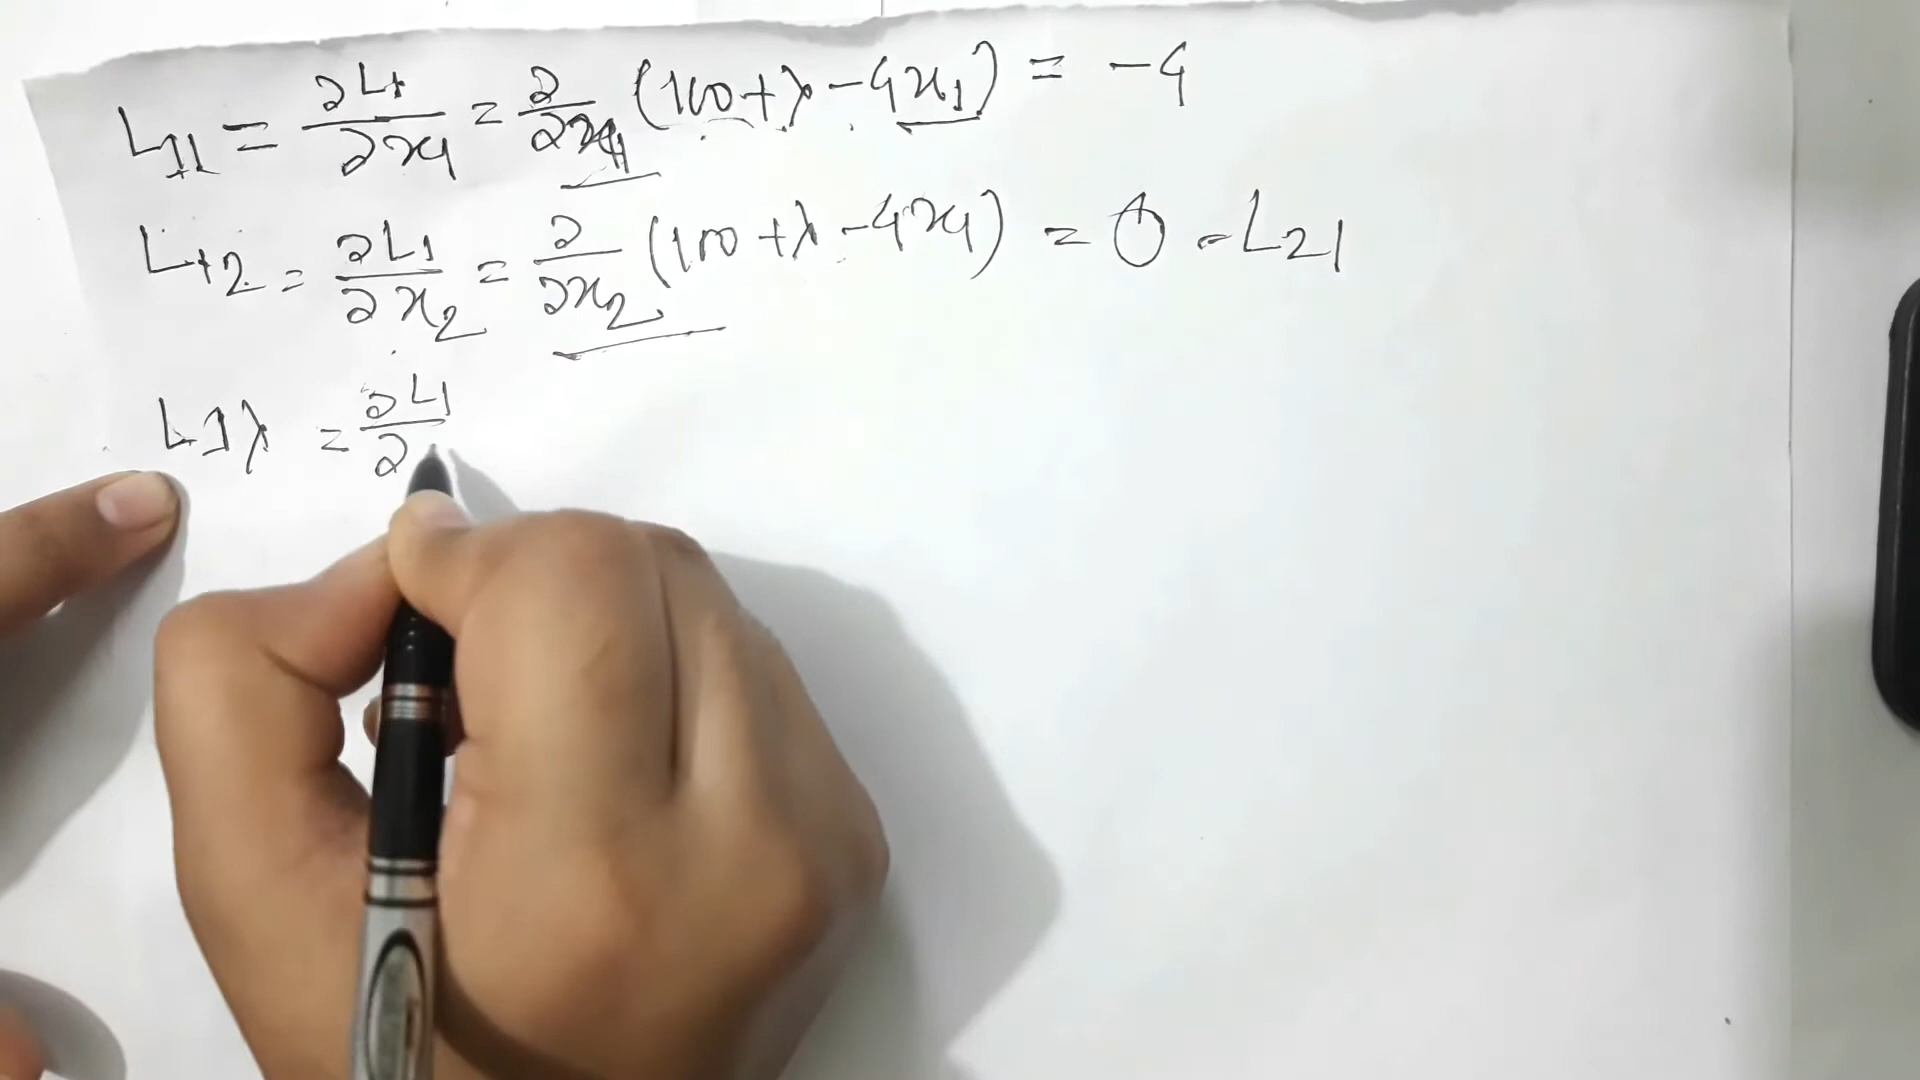 L11 = ∂L1/∂x1 = ∂/∂x1 (100+λ-4x1) = -4
L12 = ∂L1/∂x2 = ∂/∂x2 (100+λ-4x1) = 0 = L21
L1λ = ∂L1/∂